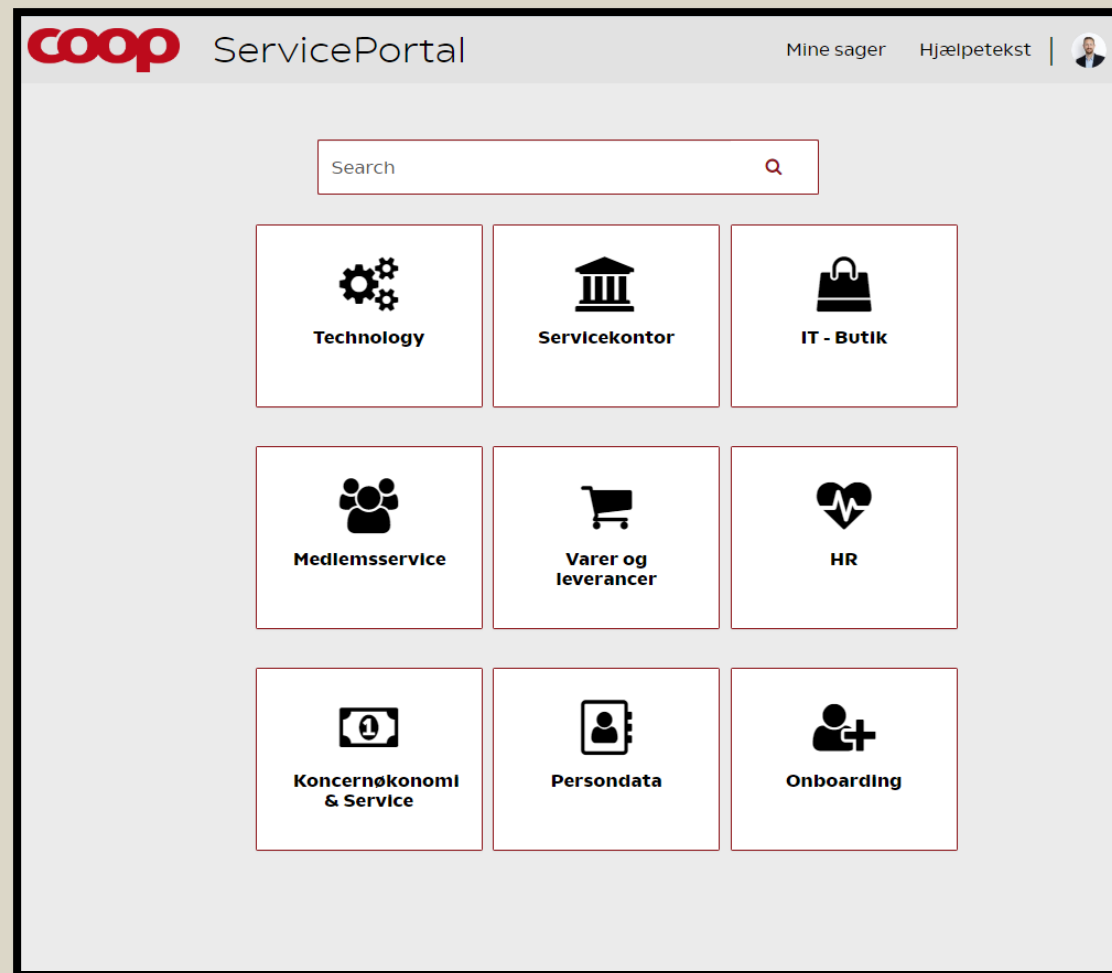 coop ServicePortal Mine sager Hjælpetekst
Search
Technology Servicekontor IT - Butik
Medlemsservice Varer og HR
leverancer
1
Koncernøkonomi Persondata Onboarding
& Service